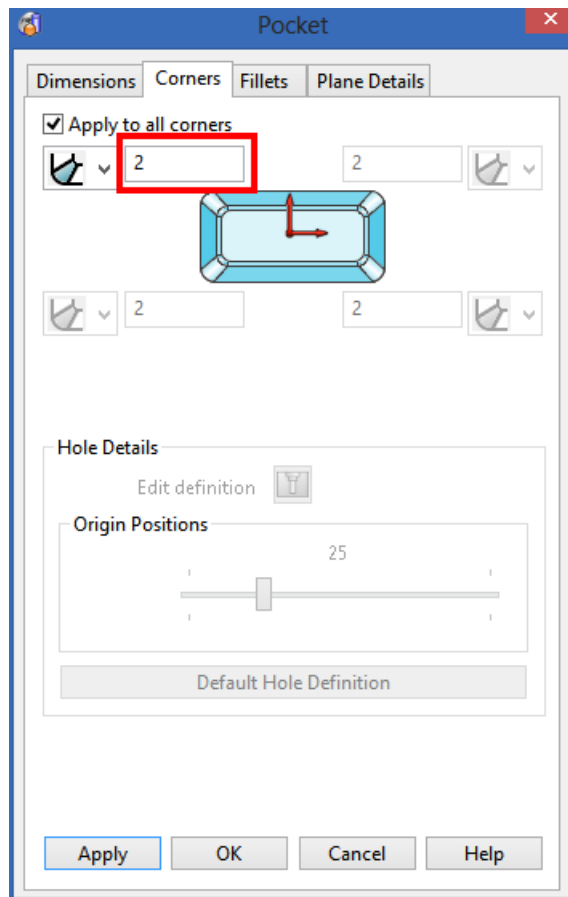 Pocket
Dimensions Corners Fillets Plane Details
Apply to all corners
2 2
2 2
Hole Details
Edit definition
Origin Positions
25
Default Hole Definition
Apply OK Cancel Help